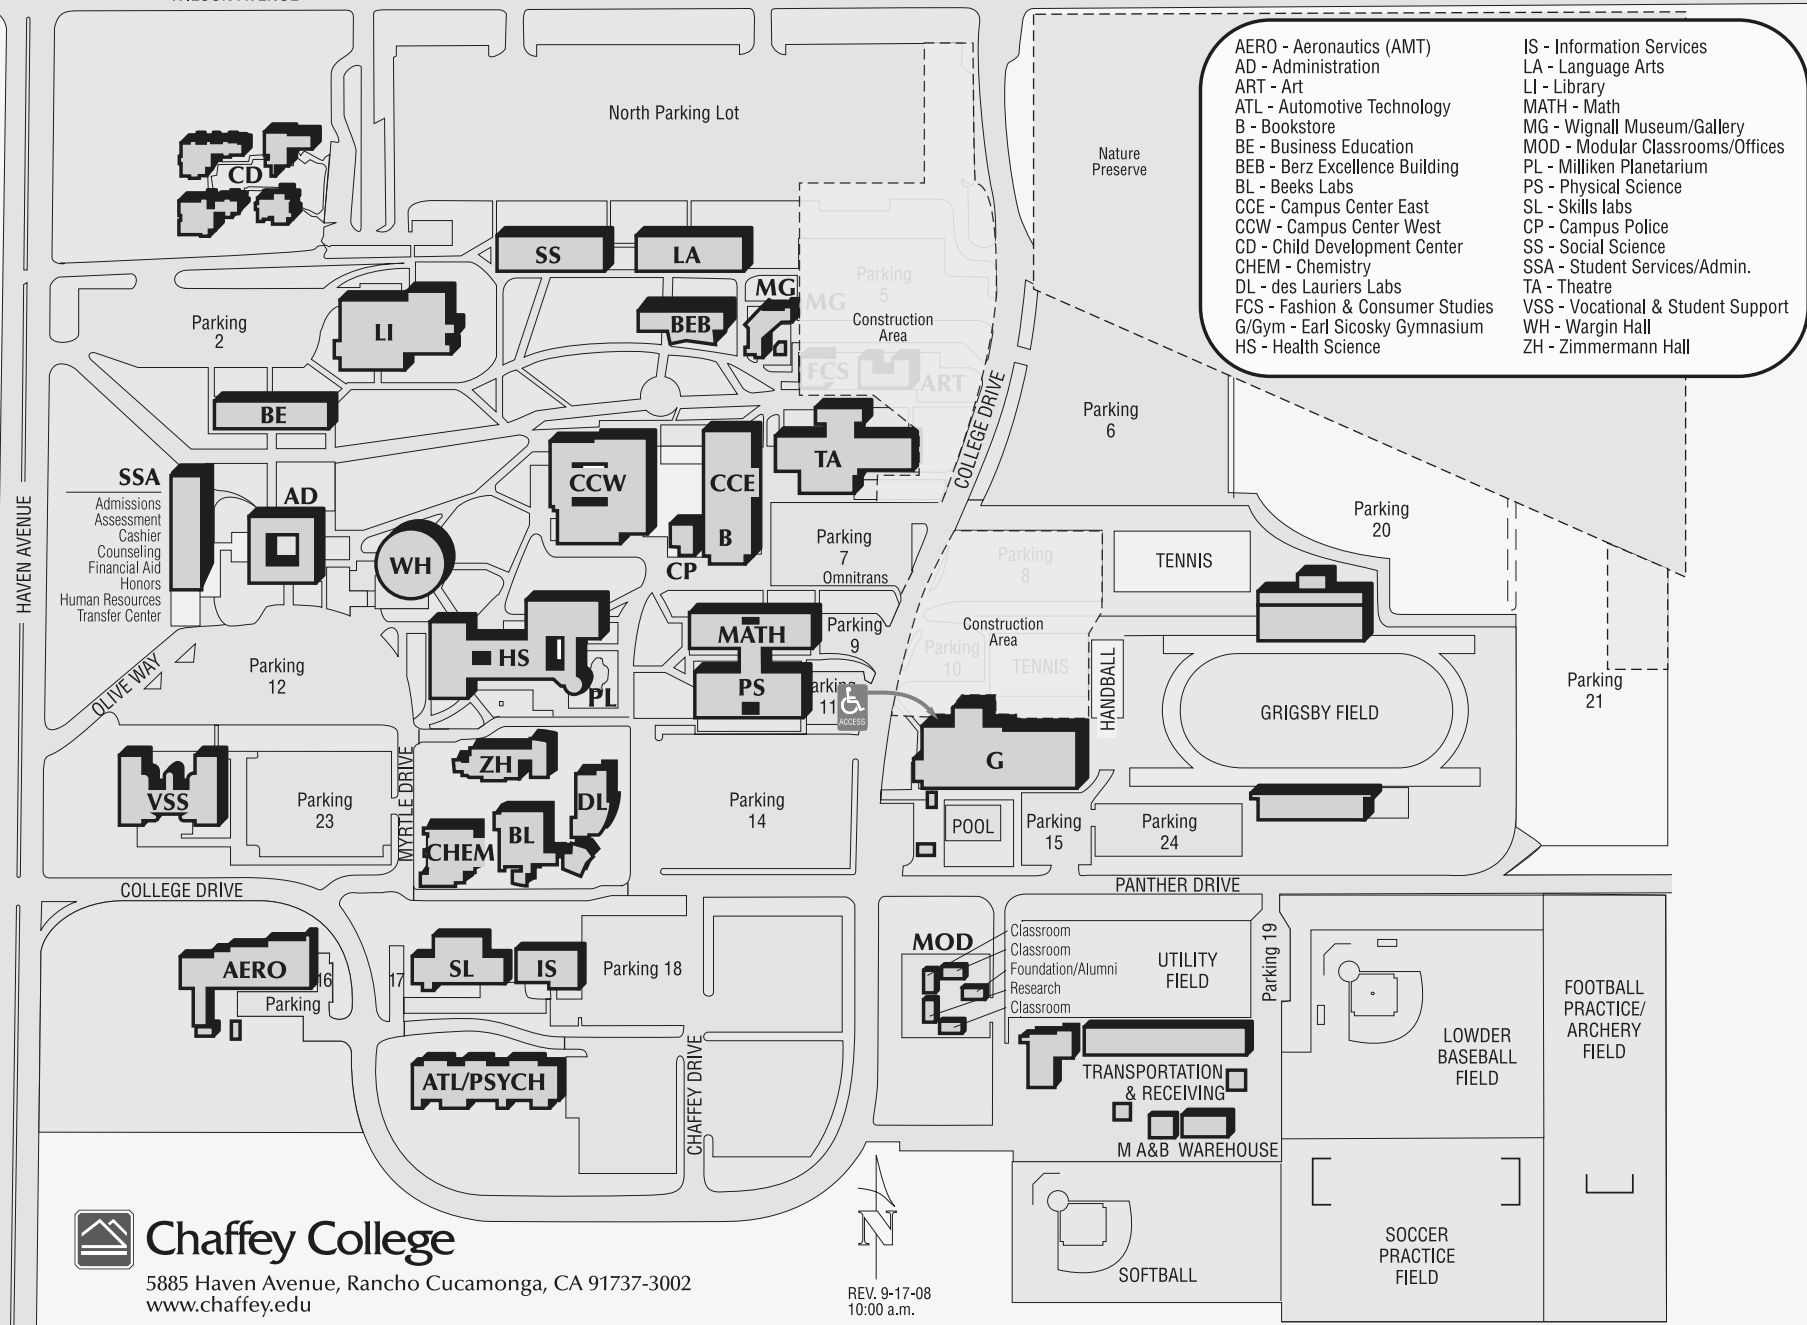 WILSON AVENUE
AERO - Aeronautics (AMT)
AD - Administration
ART - Art
ATL - Automotive Technology
B - Bookstore
BE - Business Education
BEB - Berz Excellence Building
BL - Beeks Labs
CCE - Campus Center East
CCW - Campus Center West
CD - Child Development Center
CHEM - Chemistry
DL - des Lauriers Labs
FCS - Fashion & Consumer Studies
G/Gym - Earl Sicosky Gymnasium
HS - Health Science
IS - Information Services
LA - Language Arts
LI - Library
MATH - Math
MG - Wignall Museum/Gallery
MOD - Modular Classrooms/Offices
PL - Milliken Planetarium
PS - Physical Science
SL - Skills labs
CP - Campus Police
SS - Social Science
SSA - Student Services/Admin.
TA - Theatre
VSS - Vocational & Student Support
WH - Wargin Hall
ZH - Zimmermann Hall
North Parking Lot
Nature
Preserve
CD
SS
LA
MG
Parking
5
MG
Construction
Area
BEB
LI
Parking
2
FCS
ART
BE
Parking
6
COLLEGE DRIVE
TA
CCW
CCE
B
CP
SSA
Admissions
Assessment
Cashier
Counseling
Financial Aid
Honors
Human Resources
Transfer Center
AD
WH
HAVEN AVENUE
Parking
7
Omnitrans
Parking
8
TENNIS
Parking
20
Construction
Area
Parking
10
TENNIS
HANDBALL
MATH
Parking
9
HS
PL
PS
Parking
11
ACCESS
OLIVE WAY
Parking
12
GRIGSBY FIELD
Parking
21
G
VSS
Parking
23
MYRTLE DRIVE
ZH
DL
BL
CHEM
Parking
14
POOL
Parking
15
Parking
24
COLLEGE DRIVE
PANTHER DRIVE
AERO
16
Parking
17
SL
IS
Parking 18
MOD
Classroom
Classroom
Foundation/Alumni
Research
Classroom
UTILITY
FIELD
Parking 19
LOWDER
BASEBALL
FIELD
FOOTBALL
PRACTICE/
ARCHERY
FIELD
ATL/PSYCH
CHAFFEY DRIVE
TRANSPORTATION
& RECEIVING
M A&B WAREHOUSE
SOFTBALL
SOCCER
PRACTICE
FIELD
N
REV. 9-17-08
10:00 a.m.
Chaffey College
5885 Haven Avenue, Rancho Cucamonga, CA 91737-3002
www.chaffey.edu